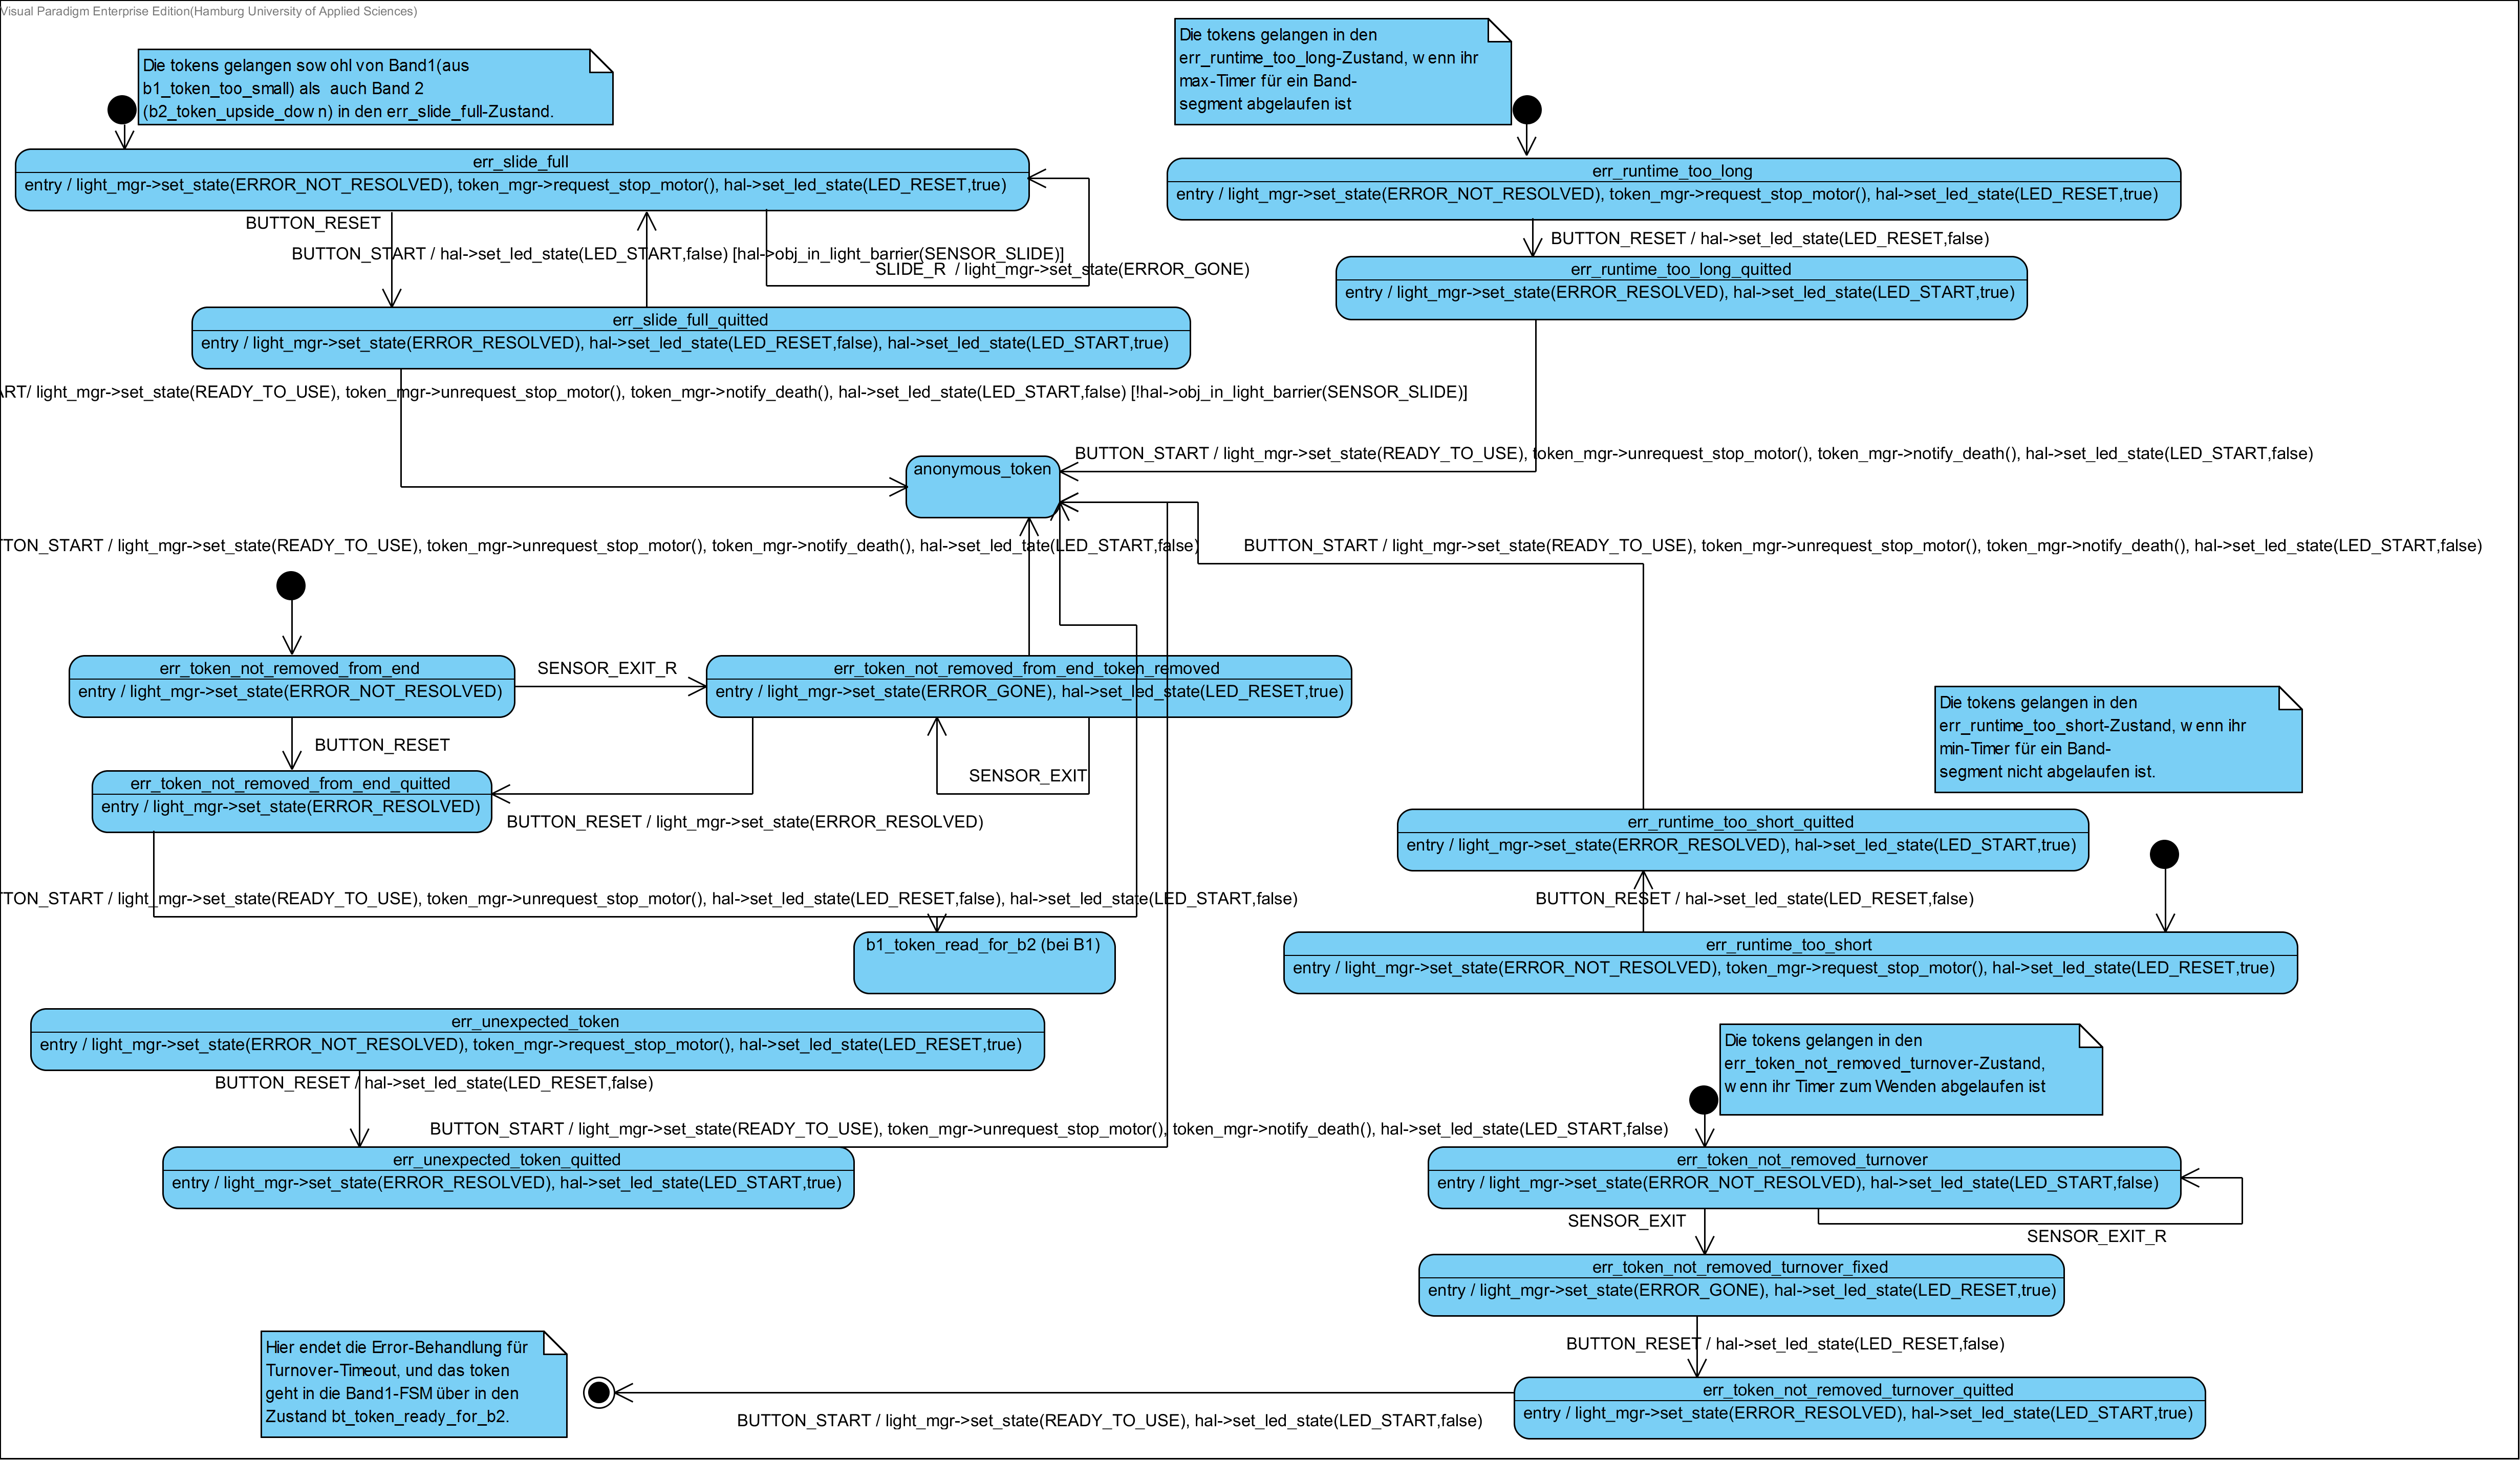 Visual Paradigm Enterprise Edition(Hamburg University of Applied Sciences)
Die tokens gelangen sowohl von Band1(aus
b1_token_too_small) als auch Band 2
(b2_token_upside_down) in den err_slide_full-Zustand.
Die tokens gelangen in den
err_runtime_too_long-Zustand, wenn ihr
max-Timer für ein Band-
segment abgelaufen ist
err_slide_full
entry / light_mgr->set_state(ERROR_NOT_RESOLVED), token_mgr->request_stop_motor(), hal->set_led_state(LED_RESET,true)
err_runtime_too_long
entry / light_mgr->set_state(ERROR_NOT_RESOLVED), token_mgr->request_stop_motor(), hal->set_led_state(LED_RESET,true)
BUTTON_RESET
BUTTON_START / hal->set_led_state(LED_START,false) [hal->obj_in_light_barrier(SENSOR_SLIDE)]
SLIDE_R / light_mgr->set_state(ERROR_GONE)
BUTTON_RESET / hal->set_led_state(LED_RESET,false)
err_runtime_too_long_quitted
entry / light_mgr->set_state(ERROR_RESOLVED), hal->set_led_state(LED_START,true)
err_slide_full_quitted
entry / light_mgr->set_state(ERROR_RESOLVED), hal->set_led_state(LED_RESET,false), hal->set_led_state(LED_START,true)
ART/ light_mgr->set_state(READY_TO_USE), token_mgr->unrequest_stop_motor(), token_mgr->notify_death(), hal->set_led_state(LED_START,false) [!hal->obj_in_light_barrier(SENSOR_SLIDE)]
BUTTON_START / light_mgr->set_state(READY_TO_USE), token_mgr->unrequest_stop_motor(), token_mgr->notify_death(), hal->set_led_state(LED_START,false)
anonymous_token
TON_START / light_mgr->set_state(READY_TO_USE), token_mgr->unrequest_stop_motor(), token_mgr->notify_death(), hal->set_led_tate(LED_START,false)
BUTTON_START / light_mgr->set_state(READY_TO_USE), token_mgr->unrequest_stop_motor(), token_mgr->notify_death(), hal->set_led_state(LED_START,false)
err_token_not_removed_from_end
entry / light_mgr->set_state(ERROR_NOT_RESOLVED)
SENSOR_EXIT_R
err_token_not_removed_from_end_token_removed
entry / light_mgr->set_state(ERROR_GONE), hal->set_led_state(LED_RESET,true)
Die tokens gelangen in den
err_runtime_too_short-Zustand, wenn ihr
min-Timer für ein Band-
segment nicht abgelaufen ist.
BUTTON_RESET
SENSOR_EXIT
err_token_not_removed_from_end_quitted
entry / light_mgr->set_state(ERROR_RESOLVED)
BUTTON_RESET / light_mgr->set_state(ERROR_RESOLVED)
err_runtime_too_short_quitted
entry / light_mgr->set_state(ERROR_RESOLVED), hal->set_led_state(LED_START,true)
TON_START / light_mgr->set_state(READY_TO_USE), token_mgr->unrequest_stop_motor(), hal->set_led_state(LED_RESET,false), hal->set_led_state(LED_START,false)
BUTTON_RESET / hal->set_led_state(LED_RESET,false)
b1_token_read_for_b2 (bei B1)
err_runtime_too_short
entry / light_mgr->set_state(ERROR_NOT_RESOLVED), token_mgr->request_stop_motor(), hal->set_led_state(LED_RESET,true)
err_unexpected_token
entry / light_mgr->set_state(ERROR_NOT_RESOLVED), token_mgr->request_stop_motor(), hal->set_led_state(LED_RESET,true)
Die tokens gelangen in den
err_token_not_removed_turnover-Zustand,
wenn ihr Timer zum Wenden abgelaufen ist
BUTTON_RESET / hal->set_led_state(LED_RESET,false)
BUTTON_START / light_mgr->set_state(READY_TO_USE), token_mgr->unrequest_stop_motor(), token_mgr->notify_death(), hal->set_led_state(LED_START,false)
err_unexpected_token_quitted
entry / light_mgr->set_state(ERROR_RESOLVED), hal->set_led_state(LED_START,true)
err_token_not_removed_turnover
entry / light_mgr->set_state(ERROR_NOT_RESOLVED), hal->set_led_state(LED_START,false)
SENSOR_EXIT
SENSOR_EXIT_R
err_token_not_removed_turnover_fixed
entry / light_mgr->set_state(ERROR_GONE), hal->set_led_state(LED_RESET,true)
BUTTON_RESET / hal->set_led_state(LED_RESET,false)
Hier endet die Error-Behandlung für
Turnover-Timeout, und das token
geht in die Band1-FSM über in den
Zustand bt_token_ready_for_b2.
err_token_not_removed_turnover_quitted
entry / light_mgr->set_state(ERROR_RESOLVED), hal->set_led_state(LED_START,true)
BUTTON_START / light_mgr->set_state(READY_TO_USE), hal->set_led_state(LED_START,false)